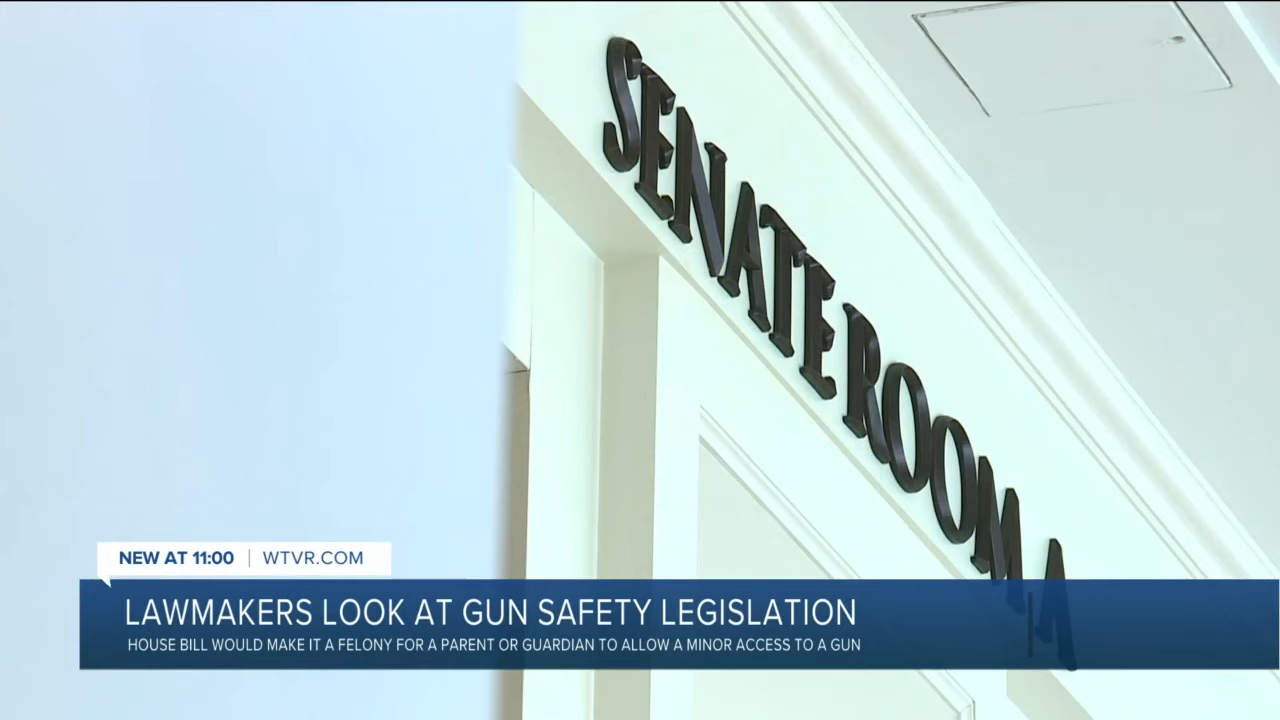 SENATE ROOM A
NEW AT 11:00 | WTVR.COM
LAWMAKERS LOOK AT GUN SAFETY LEGISLATION
HOUSE BILL WOULD MAKE IT A FELONY FOR A PARENT OR GUARDIAN TO ALLOW A MINOR ACCESS TO A GUN